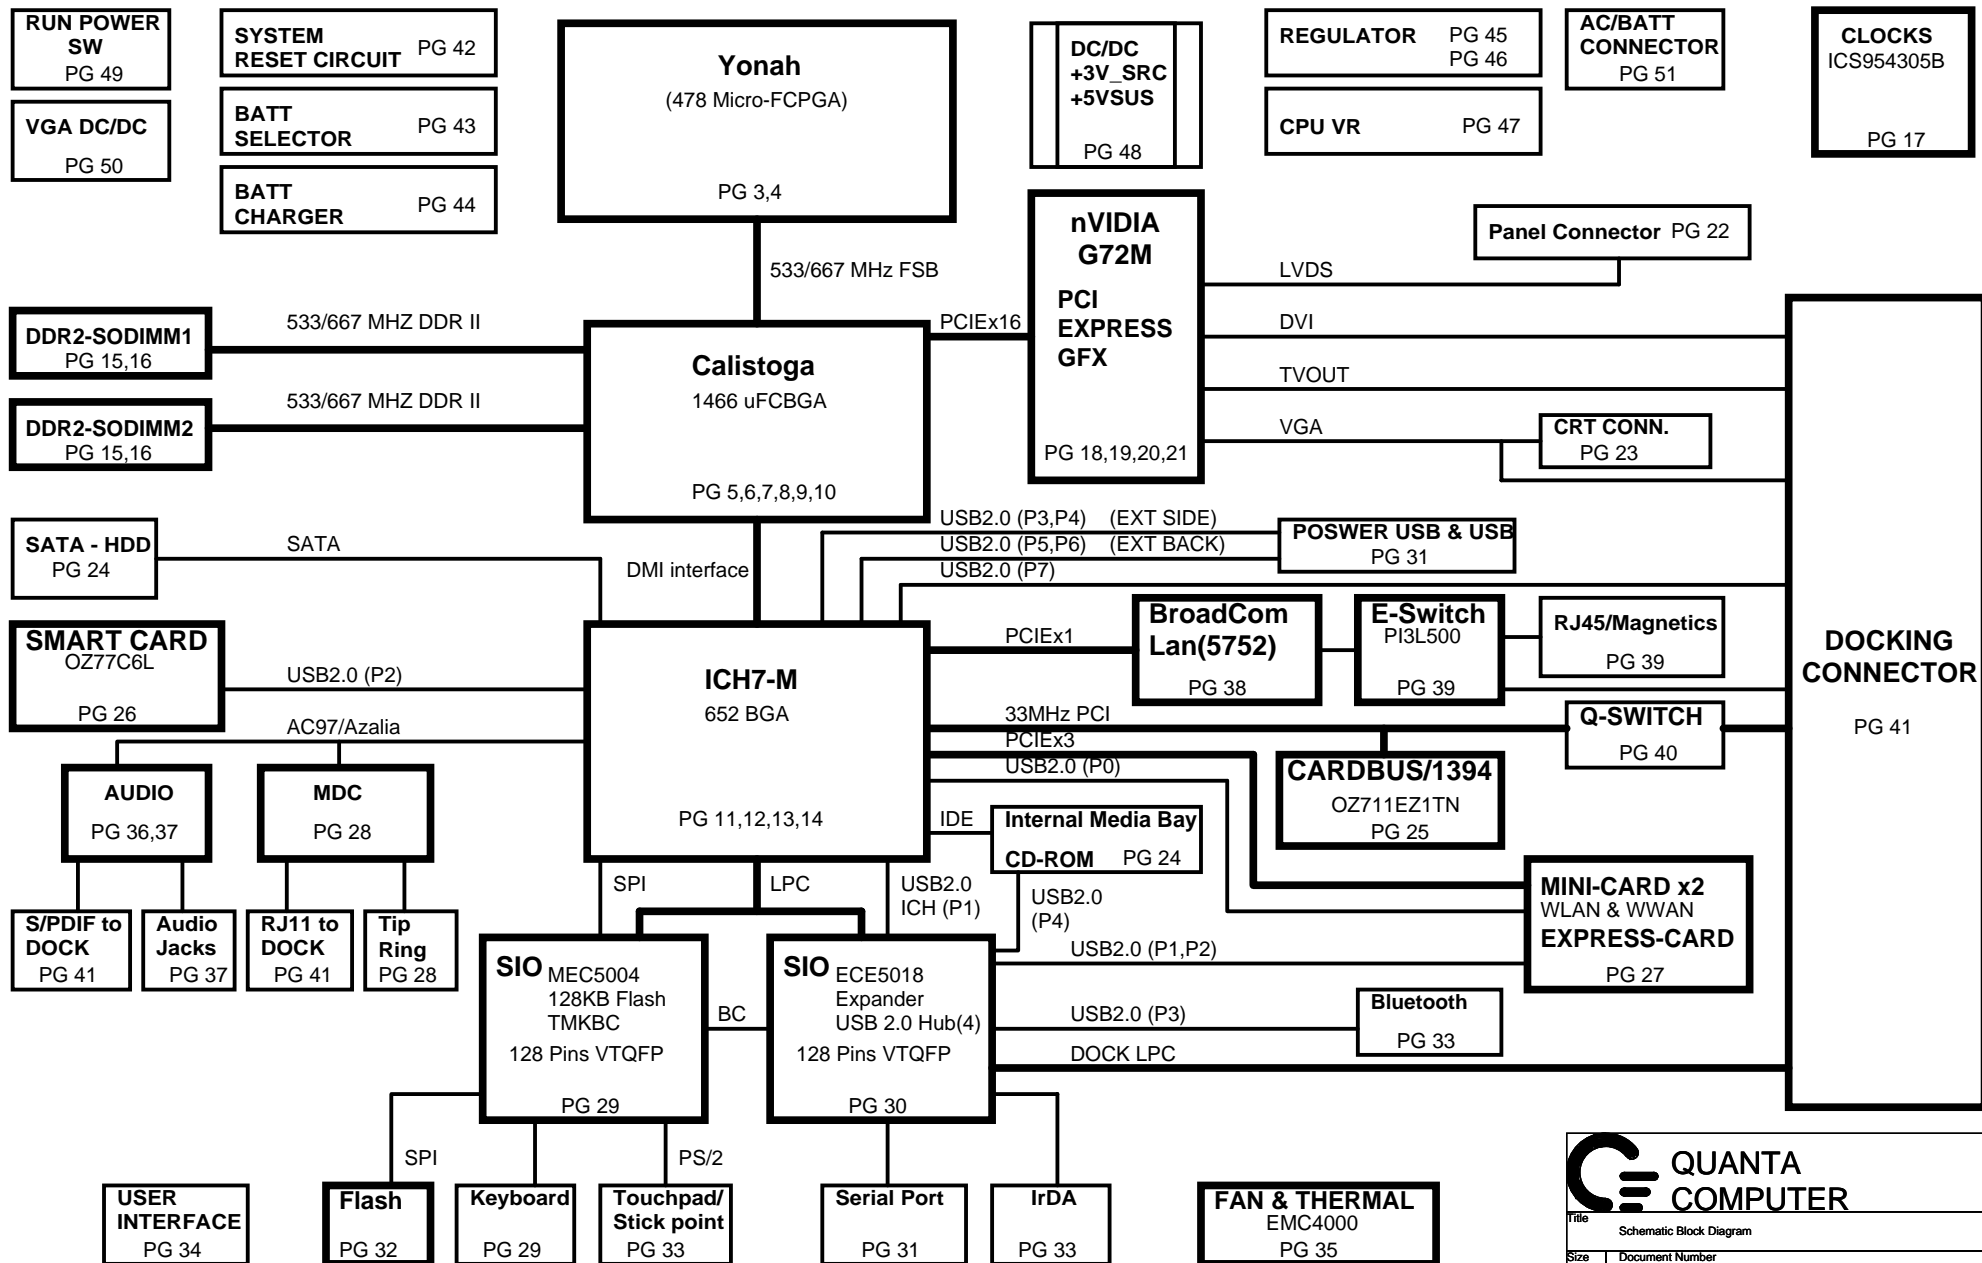 RUN POWER
SW
PG 49
VGA DC/DC
PG 50
SYSTEM
RESET CIRCUIT PG 42
BATT
SELECTOR PG 43
BATT
CHARGER PG 44
Yonah
(478 Micro-FCPGA)
PG 3,4
DC/DC
+3V_SRC
+5VSUS
PG 48
REGULATOR PG 45
PG 46
CPU VR PG 47
AC/BATT
CONNECTOR
PG 51
CLOCKS
ICS954305B
PG 17
533/667 MHz FSB
nVIDIA
G72M
PCI
EXPRESS
GFX
PG 18,19,20,21
Panel Connector PG 22
LVDS
DVI
TVOUT
VGA
CRT CONN.
PG 23
DDR2-SODIMM1
PG 15,16
533/667 MHZ DDR II
DDR2-SODIMM2
PG 15,16
533/667 MHZ DDR II
Calistoga
1466 uFCBGA
PG 5,6,7,8,9,10
PCIEx16
SATA - HDD
PG 24
SATA
DMI interface
USB2.0 (P3,P4) (EXT SIDE)
USB2.0 (P5,P6) (EXT BACK)
USB2.0 (P7)
POSWER USB & USB
PG 31
SMART CARD
OZ77C6L
PG 26
USB2.0 (P2)
AC97/Azalia
ICH7-M
652 BGA
PG 11,12,13,14
PCIEx1
BroadCom
Lan(5752)
PG 38
E-Switch
PI3L500
PG 39
RJ45/Magnetics
PG 39
DOCKING
CONNECTOR
PG 41
33MHz PCI
PCIEx3
USB2.0 (P0)
Q-SWITCH
PG 40
CARDBUS/1394
OZ711EZ1TN
PG 25
AUDIO
PG 36,37
MDC
PG 28
IDE
Internal Media Bay
CD-ROM PG 24
S/PDIF to
DOCK
PG 41
Audio
Jacks
PG 37
RJ11 to
DOCK
PG 41
Tip
Ring
PG 28
SPI
LPC
USB2.0
ICH (P1)
USB2.0
(P4)
MINI-CARD x2
WLAN & WWAN
EXPRESS-CARD
PG 27
SIO MEC5004
128KB Flash
TMKBC
128 Pins VTQFP
PG 29
BC
SIO ECE5018
Expander
USB 2.0 Hub(4)
128 Pins VTQFP
PG 30
USB2.0 (P1,P2)
USB2.0 (P3)
Bluetooth
PG 33
DOCK LPC
SPI
PS/2
USER
INTERFACE
PG 34
Flash
PG 32
Keyboard
PG 29
Touchpad/
Stick point
PG 33
Serial Port
PG 31
IrDA
PG 33
FAN & THERMAL
EMC4000
PG 35
QUANTA
COMPUTER
Title
Schematic Block Diagram
Size Document Number